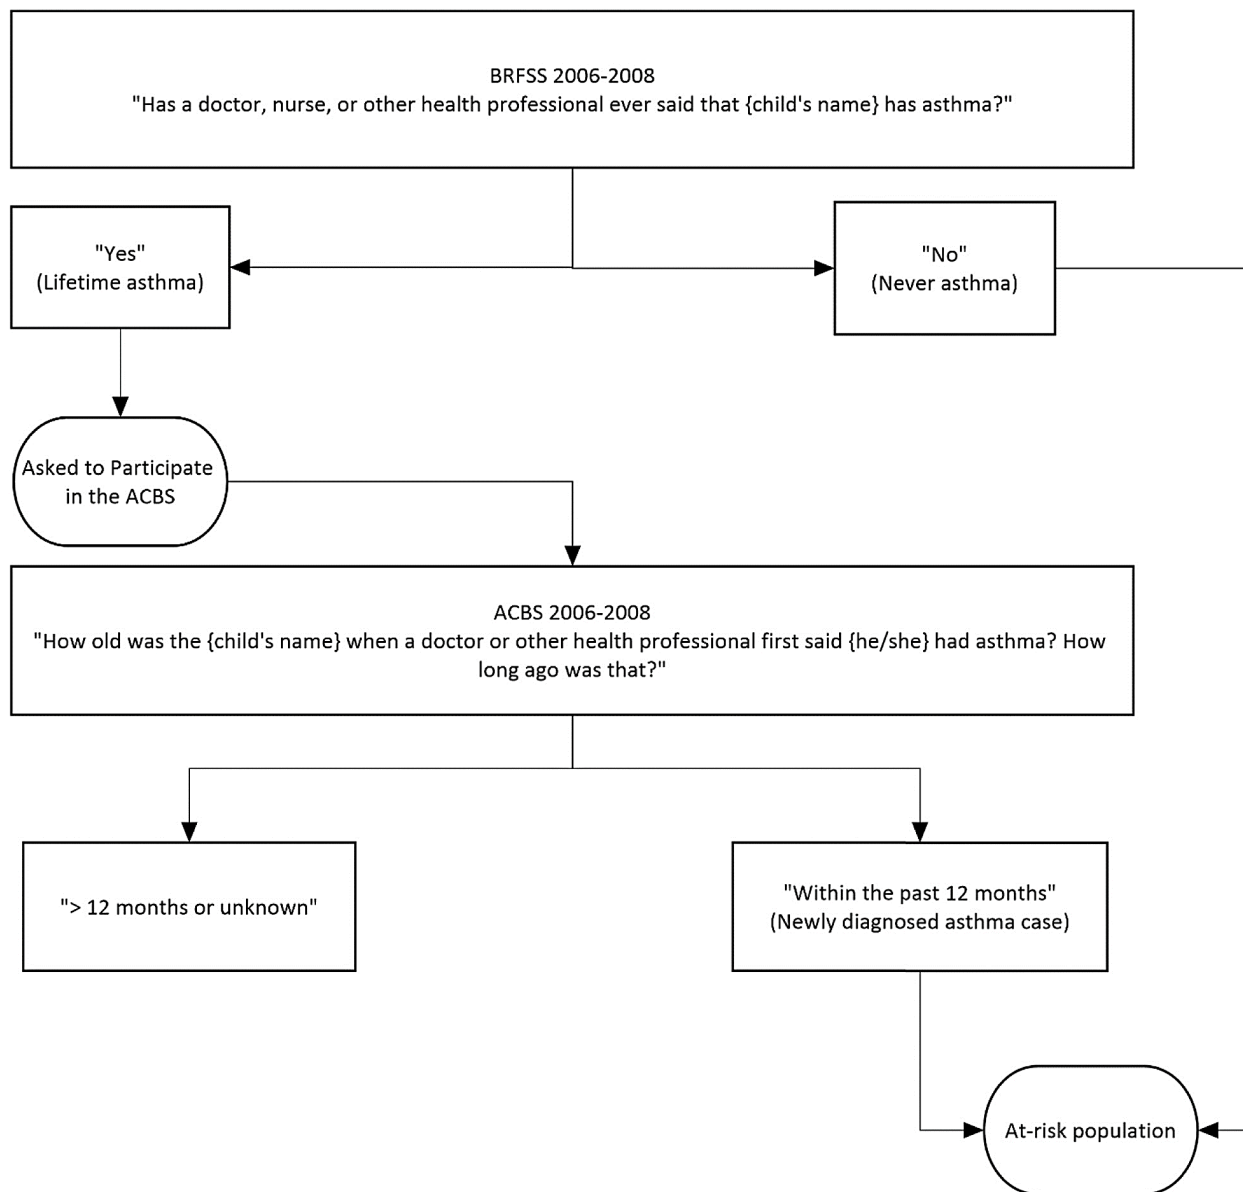 BRFSS 2006-2008
"Has a doctor, nurse, or other health professional ever said that {child's name} has asthma?"
"Yes"
(Lifetime asthma)
"No"
(Never asthma)
Asked to Participate
in the ACBS
ACBS 2006-2008
"How old was the {child's name} when a doctor or other health professional first said {he/she} had asthma? How
long ago was that?"
"> 12 months or unknown"
"Within the past 12 months"
(Newly diagnosed asthma case)
At-risk population